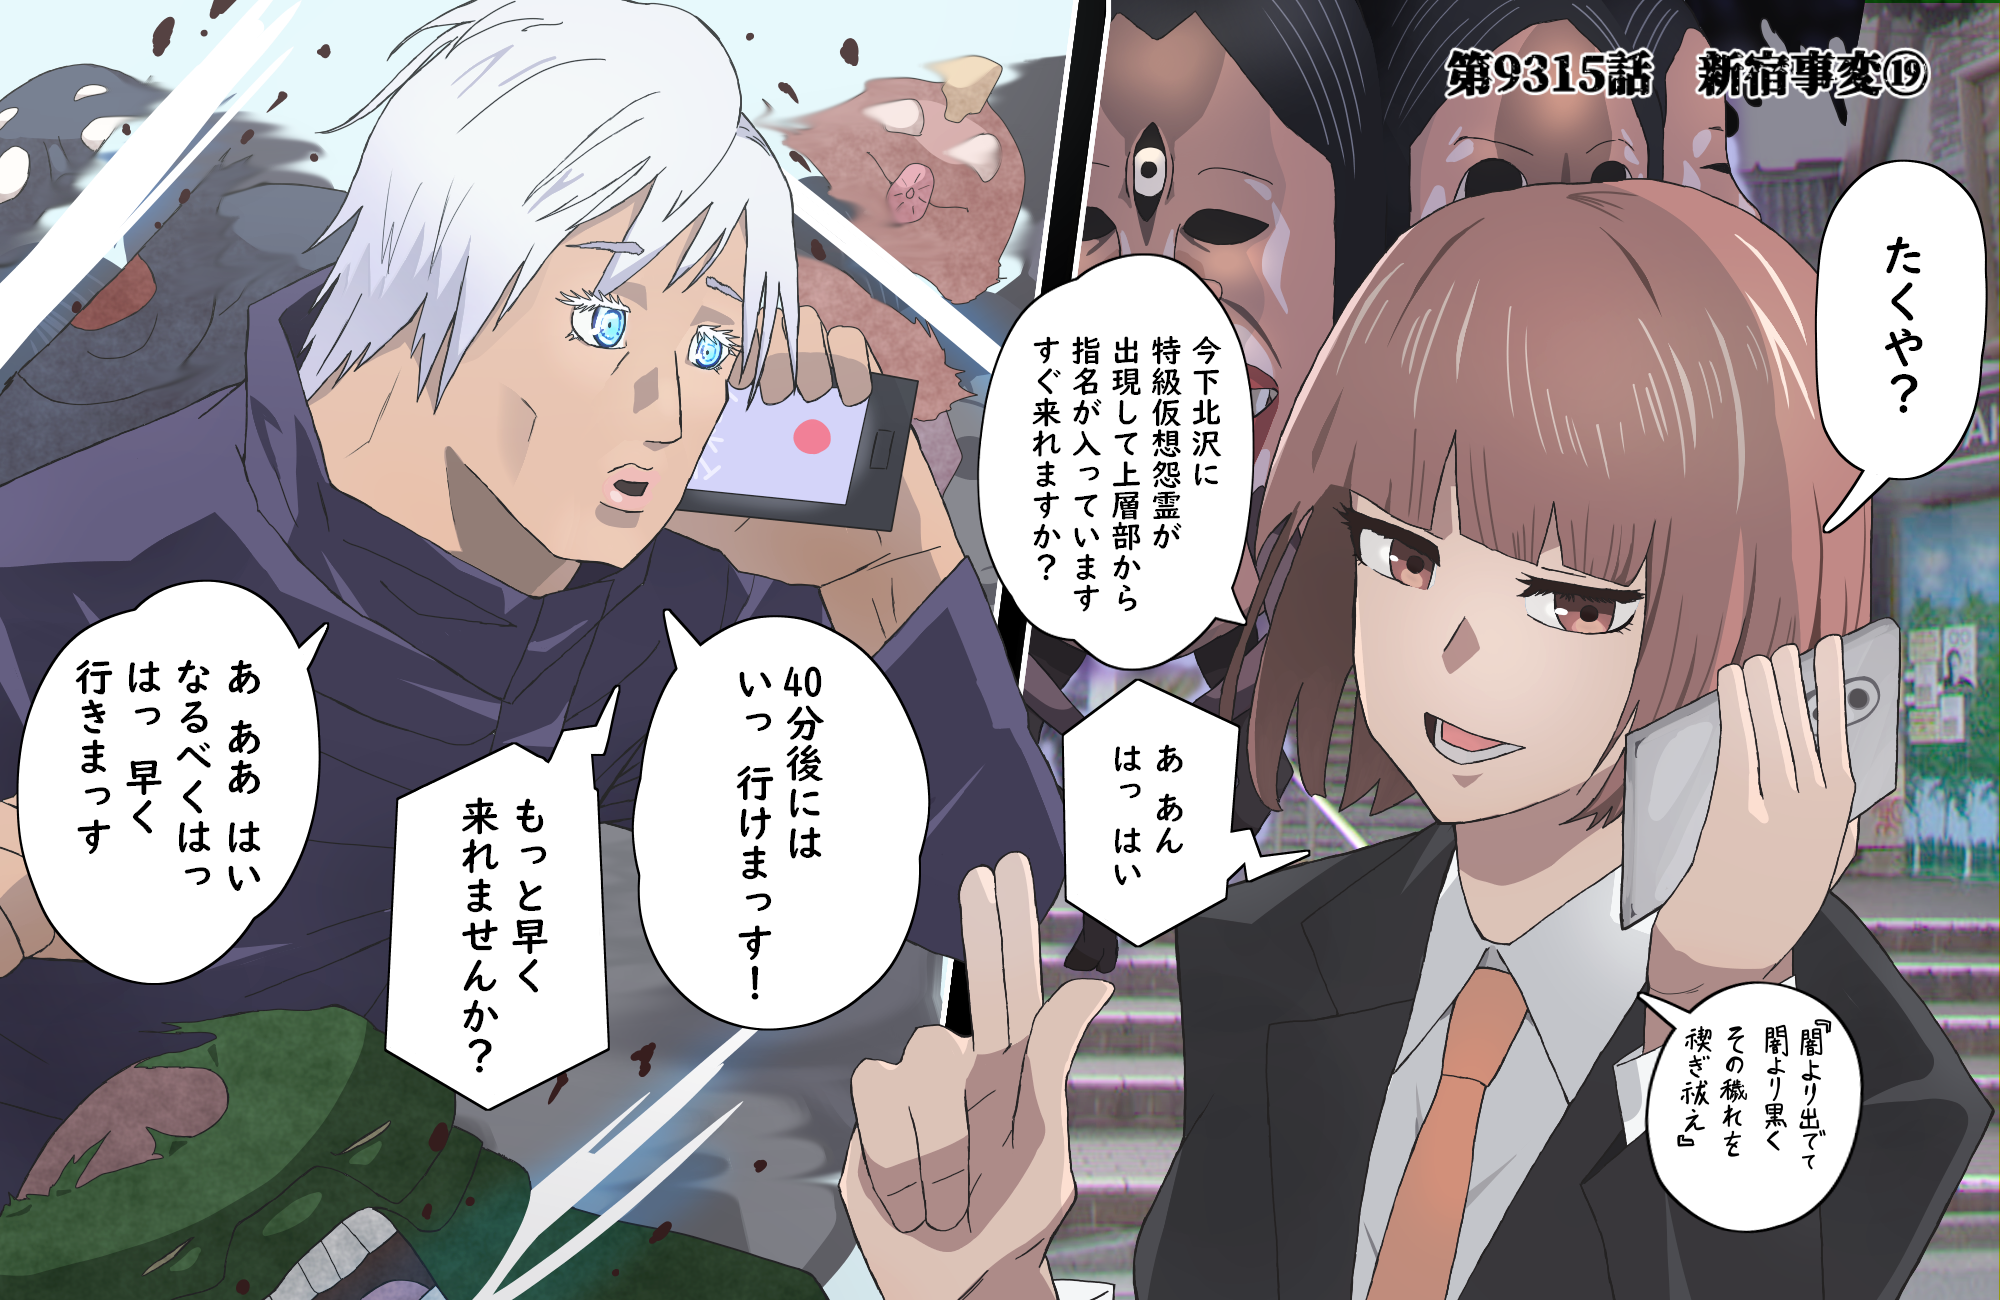 第9315話 新宿事変⑲
たくや?
今下北沢に
特級仮想怨霊が
出現して上層部から
指名が入っています
すぐ来れますか?
あ あん
はっ はい
『闇より出でて
闇より黒く
その穢れを
禊ぎ祓え』
40分後には
いっ 行けまっす!
もっと早く
来れませんか?
あ ああ はい
なるべくはっ
はっ 早く
行きまっす